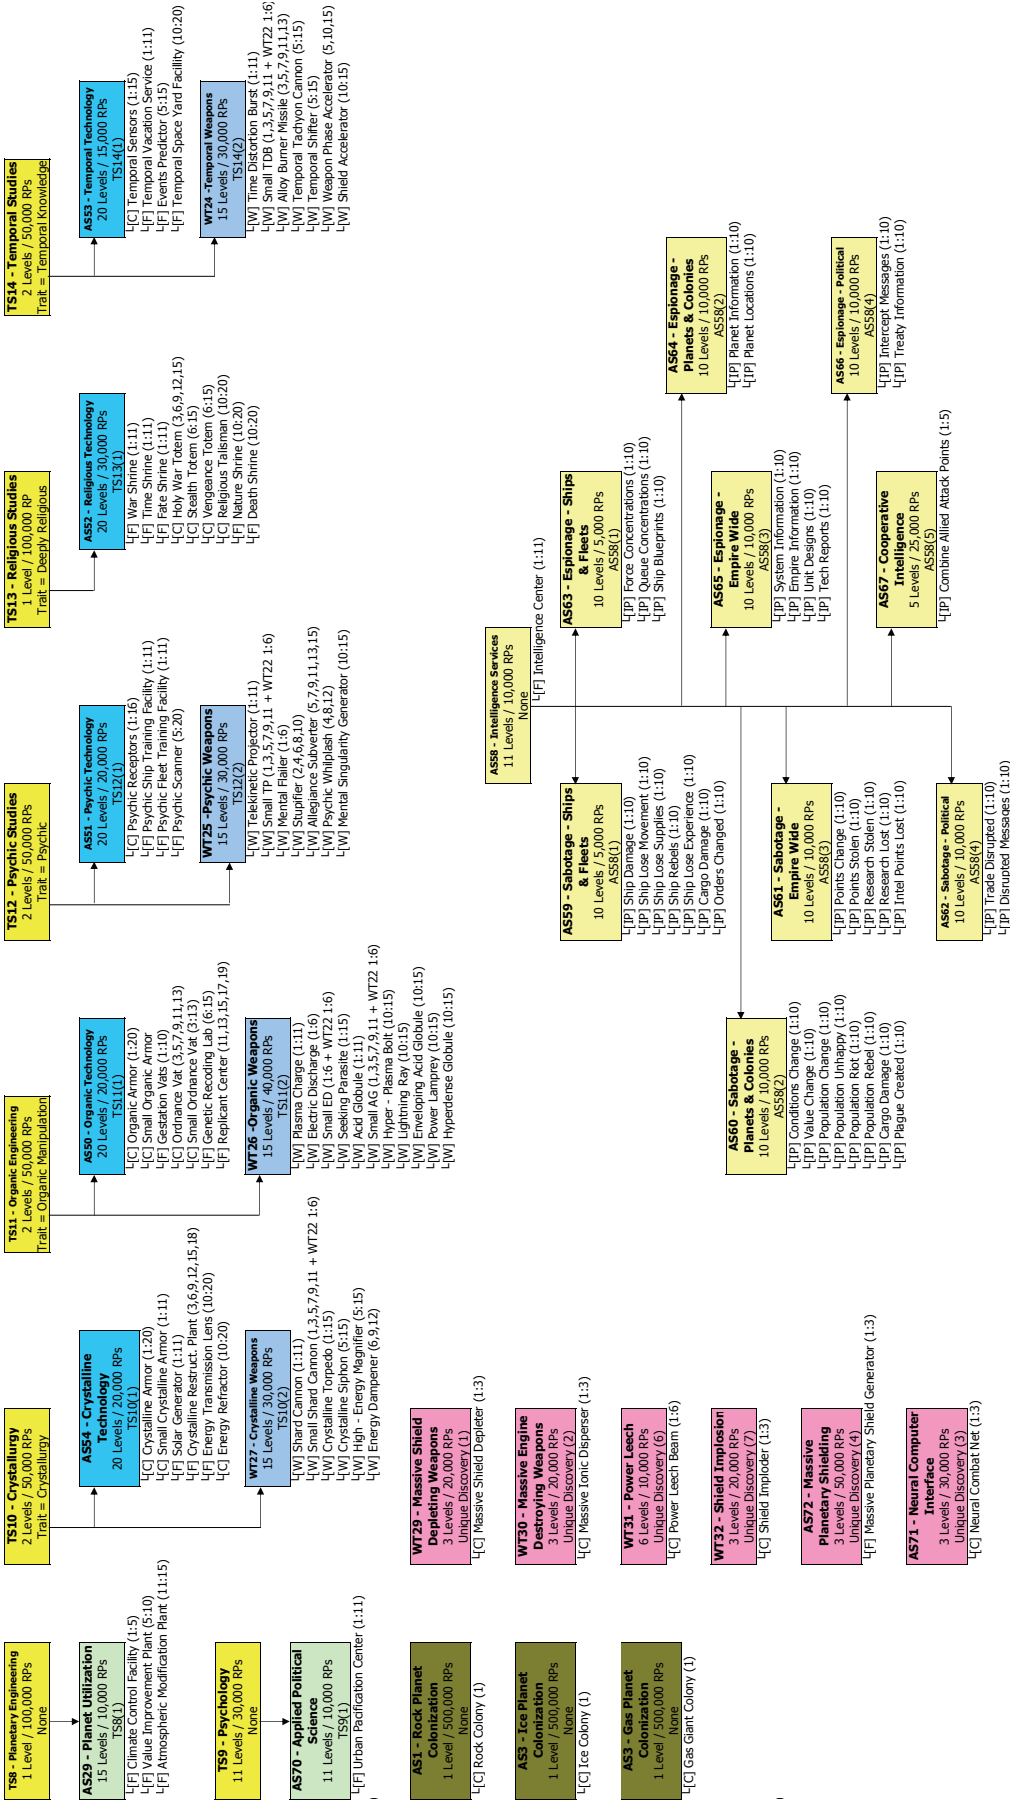 TS8 - Planetary Engineering
1 Level / 100,000 RPs
None
AS29 - Planet Utilization
15 Levels / 10,000 RPs
TS8(1)
└[F] Climate Control Facility (1:5)
└[F] Value Improvement Plant (5:10)
└[F] Atmospheric Modification Plant (11:15)
TS9 - Psychology
11 Levels / 30,000 RPs
None
AS70 - Applied Political
Science
11 Levels / 10,000 RPs
TS9(1)
└[F] Urban Pacification Center (1:11)
AS1 - Rock Planet
Colonization
1 Level / 500,000 RPs
None
└[C] Rock Colony (1)
AS3 - Ice Planet
Colonization
1 Level / 500,000 RPs
None
└[C] Ice Colony (1)
AS3 - Gas Planet
Colonization
1 Level / 500,000 RPs
None
└[C] Gas Giant Colony (1)
TS10 - Crystallurgy
2 Levels / 50,000 RPs
Trait = Crystallurgy
AS54 - Crystalline
Technology
20 Levels / 20,000 RPs
TS10(1)
└[C] Crystalline Armor (1:20)
└[C] Small Crystalline Armor (1:11)
└[F] Solar Generator (1:11)
└[F] Crystalline Restruct. Plant (3,6,9,12,15,18)
└[F] Energy Transmission Lens (10:20)
└[C] Energy Refractor (10:20)
WT27 - Crystalline Weapons
15 Levels / 30,000 RPs
TS10(2)
└[W] Shard Cannon (1:11)
└[W] Small Shard Cannon (1,3,5,7,9,11 + WT22 1:6)
└[W] Crystalline Torpedo (1:15)
└[W] Crystalline Siphon (5:15)
└[W] High - Energy Magnifier (5:15)
└[W] Energy Dampener (6,9,12)
WT29 - Massive Shield
Depleting Weapons
3 Levels / 20,000 RPs
Unique Discovery (1)
└[C] Massive Shield Depleter (1:3)
WT30 - Massive Engine
Destroying Weapons
3 Levels / 20,000 RPs
Unique Discovery (2)
└[C] Massive Ionic Disperser (1:3)
WT31 - Power Leech
6 Levels / 10,000 RPs
Unique Discovery (6)
└[C] Power Leech Beam (1:6)
WT32 - Shield Implosion
3 Levels / 20,000 RPs
Unique Discovery (7)
└[C] Shield Imploder (1:3)
AS72 - Massive
Planetary Shielding
3 Levels / 50,000 RPs
Unique Discovery (4)
└[F] Massive Planetary Shield Generator (1:3)
AS71 - Neural Computer
Interface
3 Levels / 30,000 RPs
Unique Discovery (3)
└[C] Neural Combat Net (1:3)
TS11 - Organic Engineering
2 Levels / 50,000 RPs
Trait = Organic Manipulation
AS50 - Organic Technology
20 Levels / 20,000 RPs
TS11(1)
└[C] Organic Armor (1:20)
└[C] Small Organic Armor
└[F] Gestation Vats (1:10)
└[C] Ordnance Vat (3,5,7,9,11,13)
└[C] Small Ordnance Vat (3:13)
└[F] Genetic Recoding Lab (6:15)
└[F] Replicant Center (11,13,15,17,19)
WT26 -Organic Weapons
15 Levels / 40,000 RPs
TS11(2)
└[W] Plasma Charge (1:11)
└[W] Electric Discharge (1:6)
└[W] Small ED (1:6 + WT22 1:6)
└[W] Seeking Parasite (1:15)
└[W] Acid Globule (1:11)
└[W] Small AG (1,3,5,7,9,11 + WT22 1:6)
└[W] Hyper - Plasma Bolt (10:15)
└[W] Lightning Ray (10:15)
└[W] Enveloping Acid Globule (10:15)
└[W] Power Lamprey (10:15)
└[W] Hyperdense Globule (10:15)
TS12 - Psychic Studies
2 Levels / 50,000 RPs
Trait = Psychic
AS51 - Psychic Technology
20 Levels / 20,000 RPs
TS12(1)
└[C] Psychic Receptors (1:16)
└[F] Psychic Ship Training Facility (1:11)
└[F] Psychic Fleet Training Facility (1:11)
└[F] Psychic Scanner (5:20)
WT25 -Psychic Weapons
15 Levels / 30,000 RPs
TS12(2)
└[W] Telekinetic Projector (1:11)
└[W] Small TP (1,3,5,7,9,11 + WT22 1:6)
└[W] Mental Flailer (1:6)
└[W] Stupifier (2,4,6,8,10)
└[W] Allegiance Subverter (5,7,9,11,13,15)
└[W] Psychic Whiplash (4,8,12)
└[W] Mental Singularity Generator (10:15)
TS13 - Religious Studies
1 Level / 100,000 RP
Trait = Deeply Religious
AS52 - Religious Technology
20 Levels / 30,000 RPs
TS13(1)
└[F] War Shrine (1:11)
└[F] Time Shrine (1:11)
└[F] Fate Shrine (1:11)
└[C] Holy War Totem (3,6,9,12,15)
└[C] Stealth Totem (6:15)
└[C] Vengeance Totem (6:15)
└[C] Religious Talisman (10:20)
└[F] Nature Shrine (10:20)
└[F] Death Shrine (10:20)
TS14 - Temporal Studies
2 Levels / 50,000 RPs
Trait = Temporal Knowledge
AS53 - Temporal Technology
20 Levels / 15,000 RPs
TS14(1)
└[C] Temporal Sensors (1:15)
└[F] Temporal Vacation Service (1:11)
└[F] Events Predictor (5:15)
└[F] Temporal Space Yard Facility (10:20)
WT24 -Temporal Weapons
15 Levels / 30,000 RPs
TS14(2)
└[W] Time Distortion Burst (1:11)
└[W] Small TDB (1,3,5,7,9,11 + WT22 1:6)
└[W] Alloy Burner Missile (3,5,7,9,11,13)
└[W] Temporal Tachyon Cannon (5:15)
└[W] Temporal Shifter (5:15)
└[W] Weapon Phase Accelerator (5,10,15)
└[W] Shield Accelerator (10:15)
AS58 - Intelligence Services
11 Levels / 10,000 RPs
None
└[F] Intelligence Center (1:11)
AS59 - Sabotage - Ships
& Fleets
10 Levels / 5,000 RPs
AS58(1)
└[IP] Ship Damage (1:10)
└[IP] Ship Lose Movement (1:10)
└[IP] Ship Lose Supplies (1:10)
└[IP] Ship Rebels (1:10)
└[IP] Ship Lose Experience (1:10)
└[IP] Cargo Damage (1:10)
└[IP] Orders Changed (1:10)
AS60 - Sabotage -
Planets & Colonies
10 Levels / 10,000 RPs
AS58(2)
└[IP] Conditions Change (1:10)
└[IP] Value Change (1:10)
└[IP] Population Change (1:10)
└[IP] Population Unhappy (1:10)
└[IP] Population Riot (1:10)
└[IP] Population Rebel (1:10)
└[IP] Cargo Damage (1:10)
└[IP] Plague Created (1:10)
AS61 - Sabotage -
Empire Wide
10 Levels / 10,000 RPs
AS58(3)
└[IP] Points Change (1:10)
└[IP] Points Stolen (1:10)
└[IP] Research Stolen (1:10)
└[IP] Research Lost (1:10)
└[IP] Intel Points Lost (1:10)
AS62 - Sabotage - Political
10 Levels / 10,000 RPs
AS58(4)
└[IP] Trade Disrupted (1:10)
└[IP] Disrupted Messages (1:10)
AS63 - Espionage - Ships
& Fleets
10 Levels / 5,000 RPs
AS58(1)
└[IP] Force Concentrations (1:10)
└[IP] Queue Concentrations (1:10)
└[IP] Ship Blueprints (1:10)
AS64 - Espionage -
Planets & Colonies
10 Levels / 10,000 RPs
AS58(2)
└[IP] Planet Information (1:10)
└[IP] Planet Locations (1:10)
AS65 - Espionage -
Empire Wide
10 Levels / 10,000 RPs
AS58(3)
└[IP] System Information (1:10)
└[IP] Empire Information (1:10)
└[IP] Unit Designs (1:10)
└[IP] Tech Reports (1:10)
AS66 - Espionage - Political
10 Levels / 10,000 RPs
AS58(4)
└[IP] Intercept Messages (1:10)
└[IP] Treaty Information (1:10)
AS67 - Cooperative
Intelligence
5 Levels / 25,000 RPs
AS58(5)
└[IP] Combine Allied Attack Points (1:5)